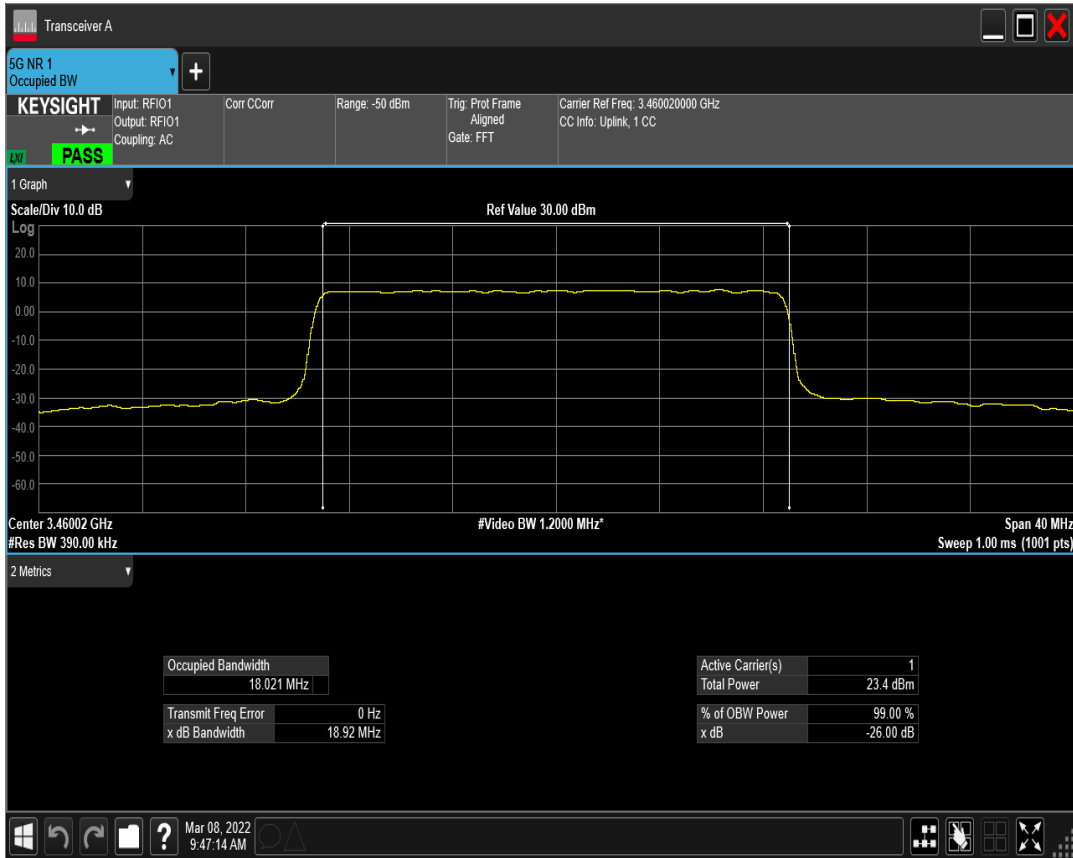 Transceiver A
5G NR 1
Occupied BW
+
KEYSIGHT
LXI
PASS
Input: RFIO1
Output: RFIO1
Coupling: AC
Corr CCorr
Range: -50 dBm
Trig: Prot Frame
Aligned
Gate: FFT
Carrier Ref Freq: 3.460020000 GHz
CC Info: Uplink, 1 CC
1 Graph
Scale/Div 10.0 dB
Ref Value 30.00 dBm
Log
20.0
10.0
0.00
-10.0
-20.0
-30.0
-40.0
-50.0
-60.0
Center 3.46002 GHz
#Video BW 1.2000 MHz*
Span 40 MHz
#Res BW 390.00 kHz
Sweep 1.00 ms (1001 pts)
2 Metrics
Occupied Bandwidth
18.021 MHz
Transmit Freq Error 0 Hz
x dB Bandwidth 18.92 MHz
Active Carrier(s) 1
Total Power 23.4 dBm
% of OBW Power 99.00 %
x dB -26.00 dB
?
Mar 08, 2022
9:47:14 AM